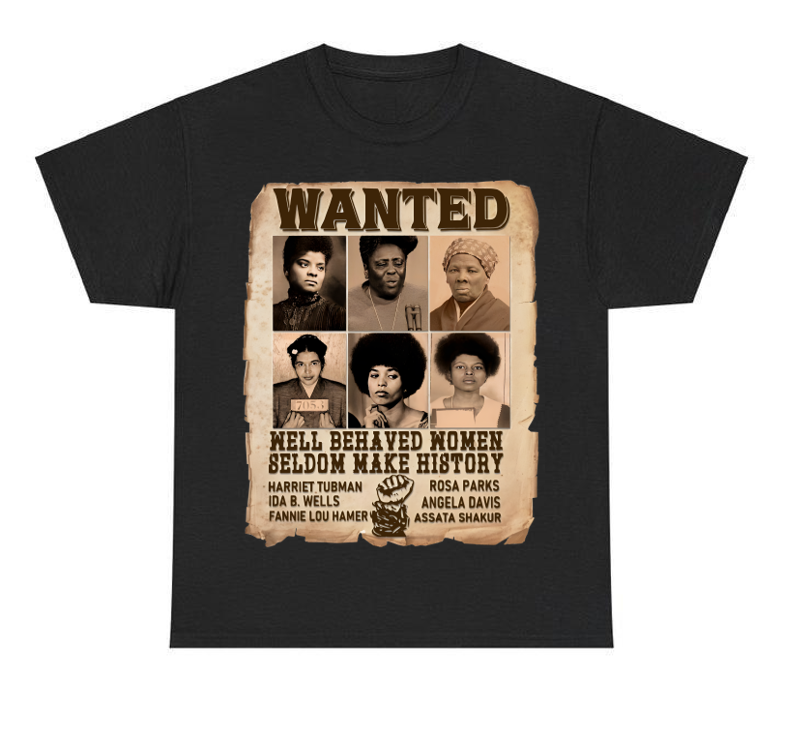 WANTED
7053
WELL BEHAVED WOMEN
SELDOM MAKE HISTORY
HARRIET TUBMAN
IDA B. WELLS
FANNIE LOU HAMER
ROSA PARKS
ANGELA DAVIS
ASSATA SHAKUR